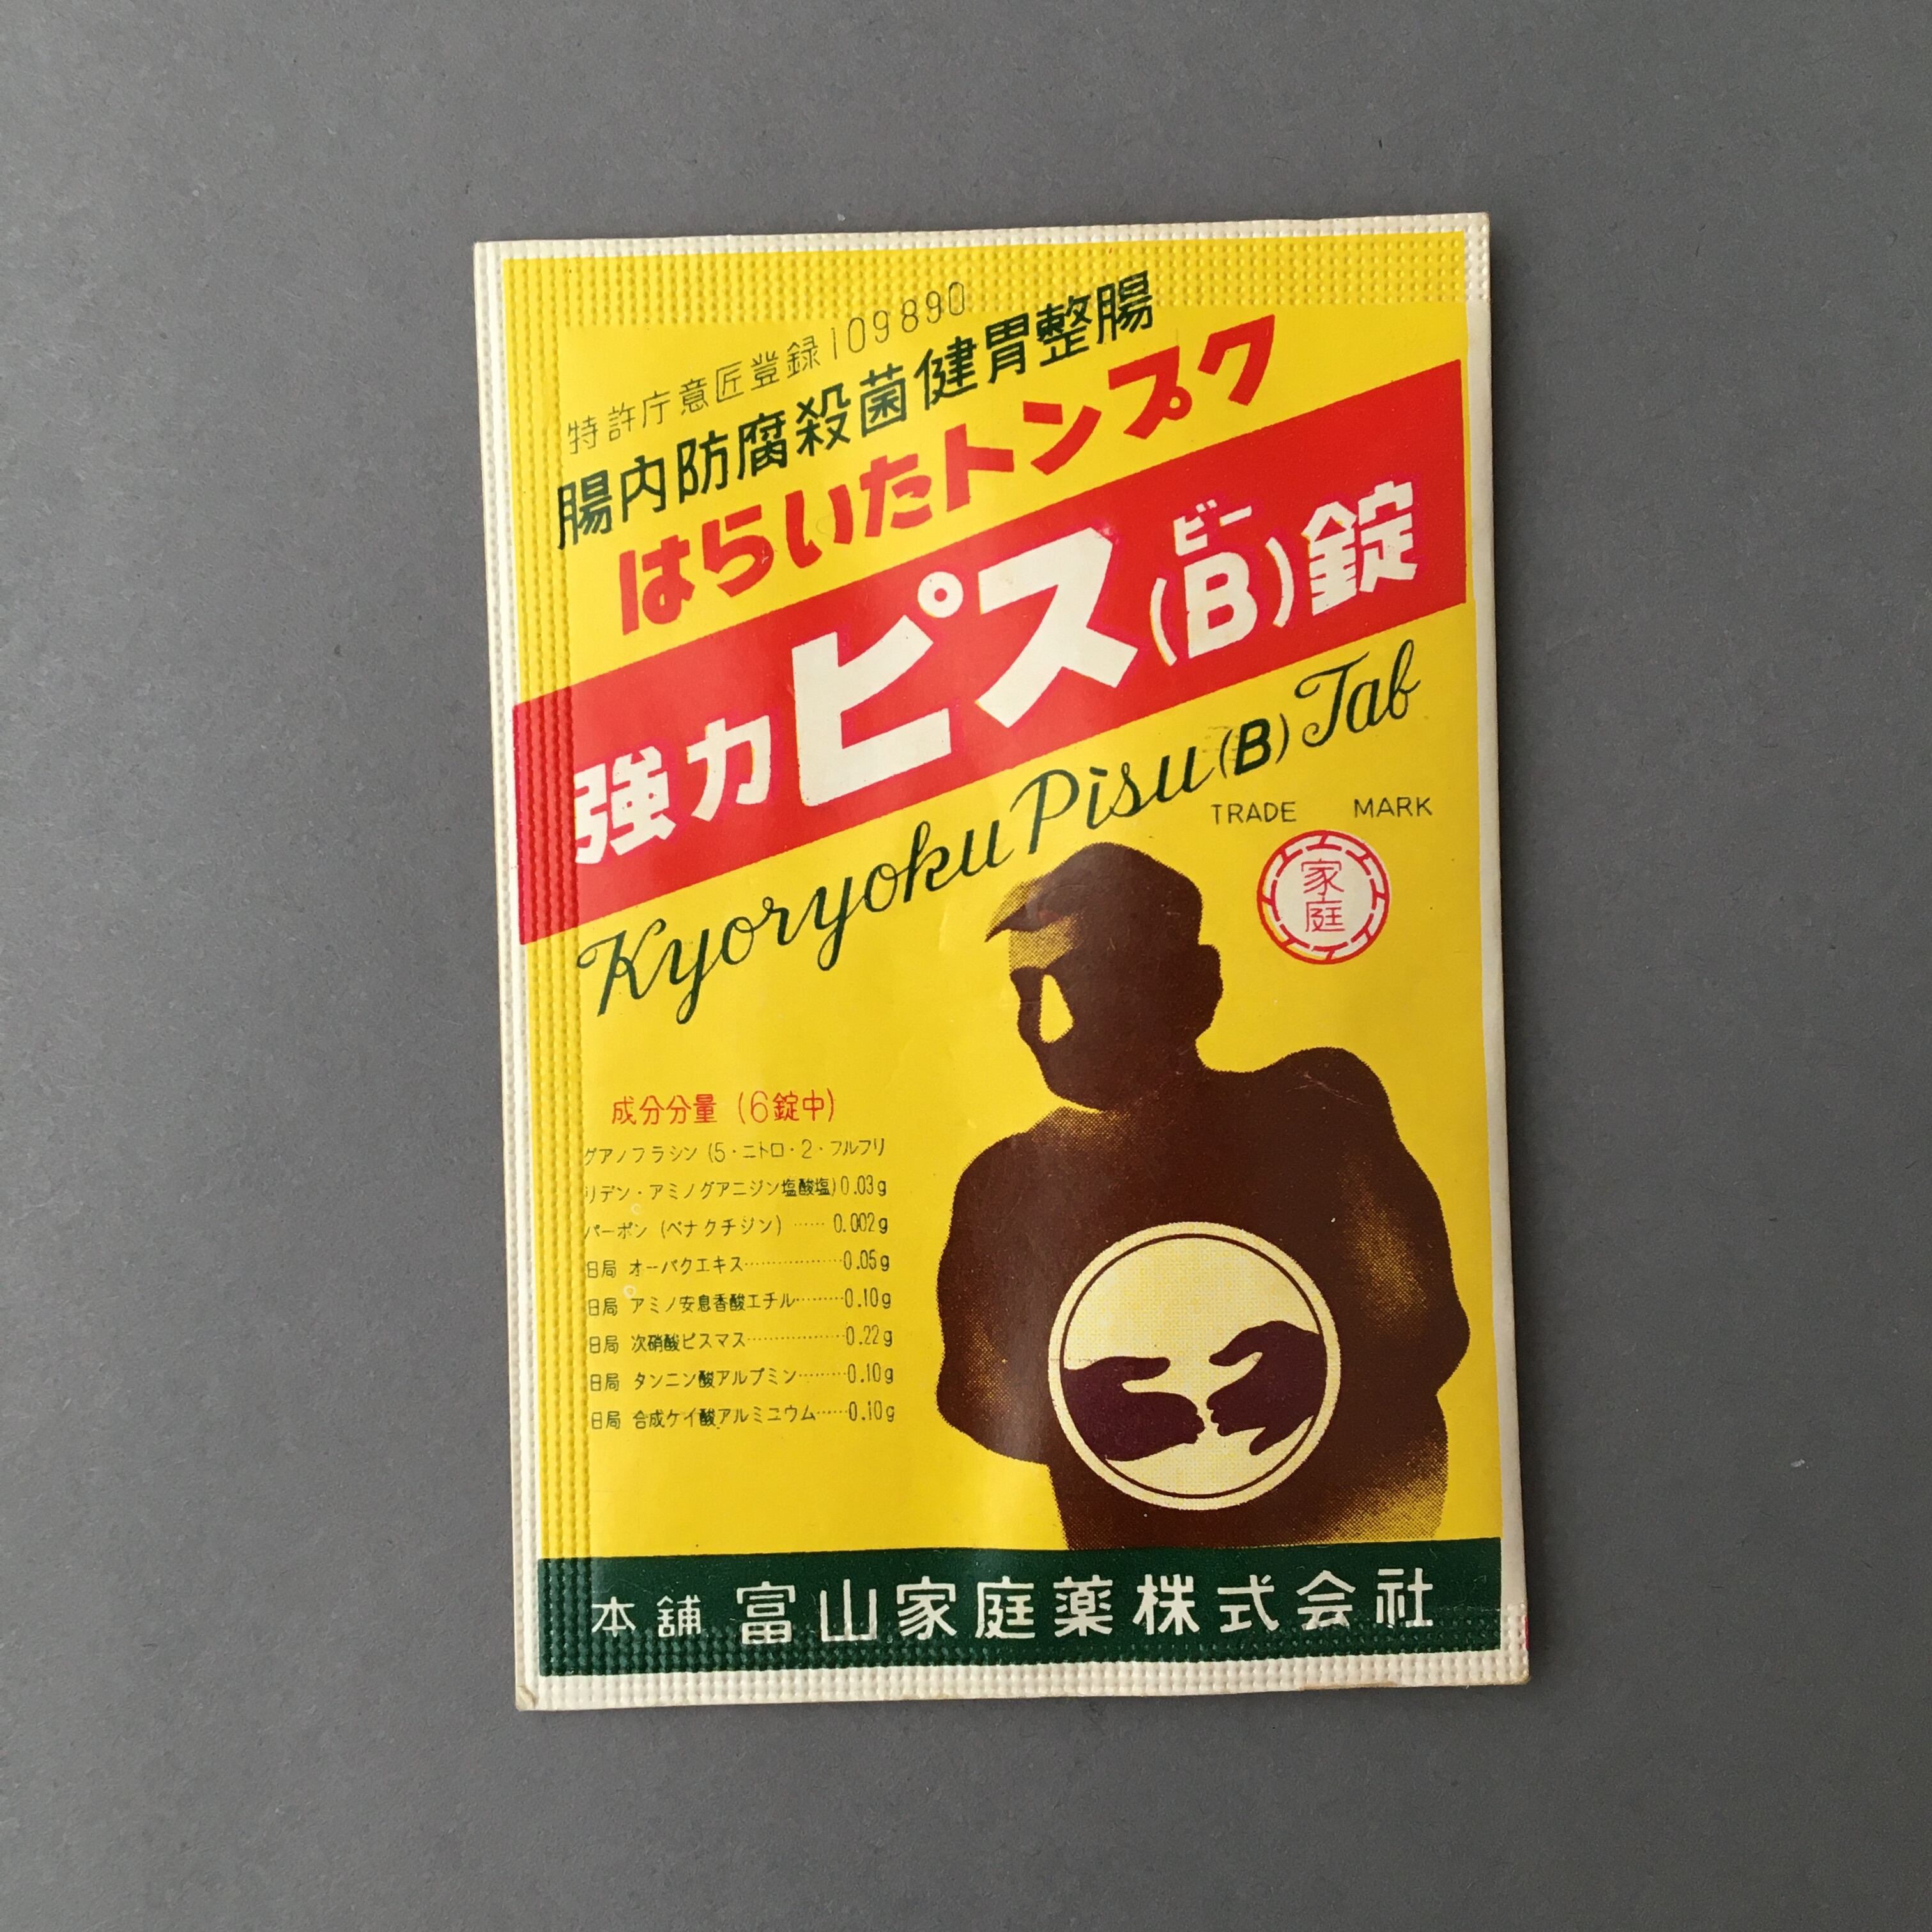 特許庁意匠登録109890
腸内防腐殺菌健胃整腸
はらいたトンプク
強力ピス(B)錠
ビー
Kyoryoku Pisu (B) Tab
TRADE MARK
家庭
成分分量 (6錠中)
グアノフラシン (5・ニトロ・2・フルフリ
リデン・アミノグアニジン塩酸塩) 0.03g
パーポン (ベナクチジン) …… 0.002g
日局 オーバクエキス………………0.05g
日局 アミノ安息香酸エチル………0.10g
日局 次硝酸ビスマス………………0.22g
日局 タンニン酸アルブミン………0.10g
日局 合成ケイ酸アルミニウム……0.10g
本舗 富山家庭薬株式会社